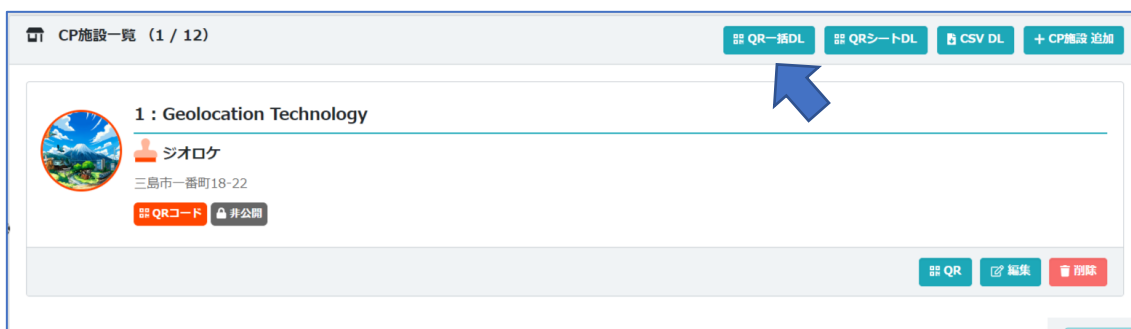 CP施設一覧 (1 / 12)
QR一括DL
QRシートDL
CSV DL
+ CP施設 追加
1 : Geolocation Technology
ジオロケ
三島市一番町18-22
QRコード
非公開
QR
編集
削除